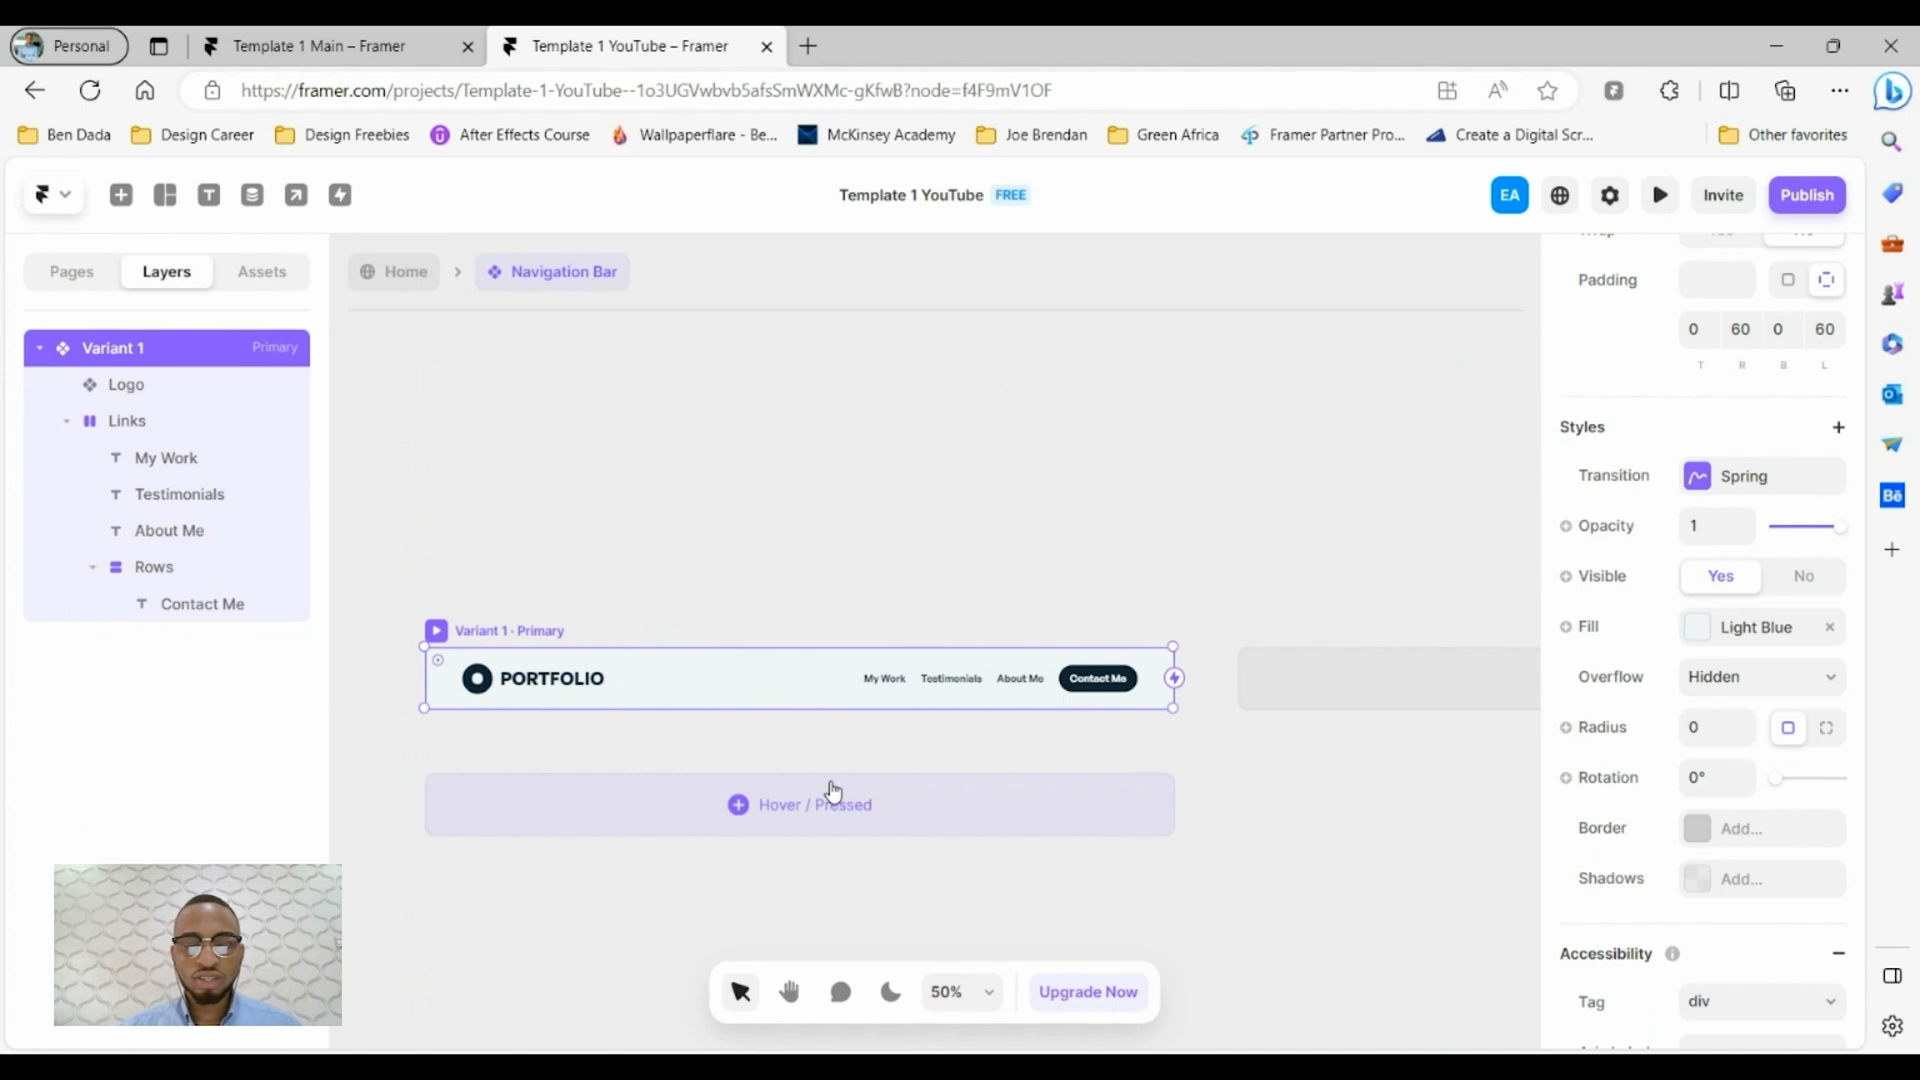 Personal
Template 1 Main – Framer
Template 1 YouTube – Framer
https://framer.com/projects/Template-1-YouTube--1o3UGVwbvb5afsSmWXMc-gKfwB?node=f4F9mV1OF
Ben Dada
Design Career
Design Freebies
After Effects Course
Wallpaperflare - Be...
McKinsey Academy
Joe Brendan
Green Africa
Framer Partner Pro...
Create a Digital Scr...
Other favorites
Template 1 YouTube FREE
EA
Invite
Publish
Pages
Layers
Assets
Home
Navigation Bar
Variant 1
Primary
Logo
Links
My Work
Testimonials
About Me
Rows
Contact Me
Variant 1 · Primary
PORTFOLIO
My Work
Testimonials
About Me
Contact Me
Hover / Pressed
50%
Upgrade Now
Padding
0 60 0 60
T R B L
Styles
Transition
Spring
Opacity
1
Visible
Yes
No
Fill
Light Blue
Overflow
Hidden
Radius
0
Rotation
0°
Border
Add...
Shadows
Add...
Accessibility
Tag
div
Bē